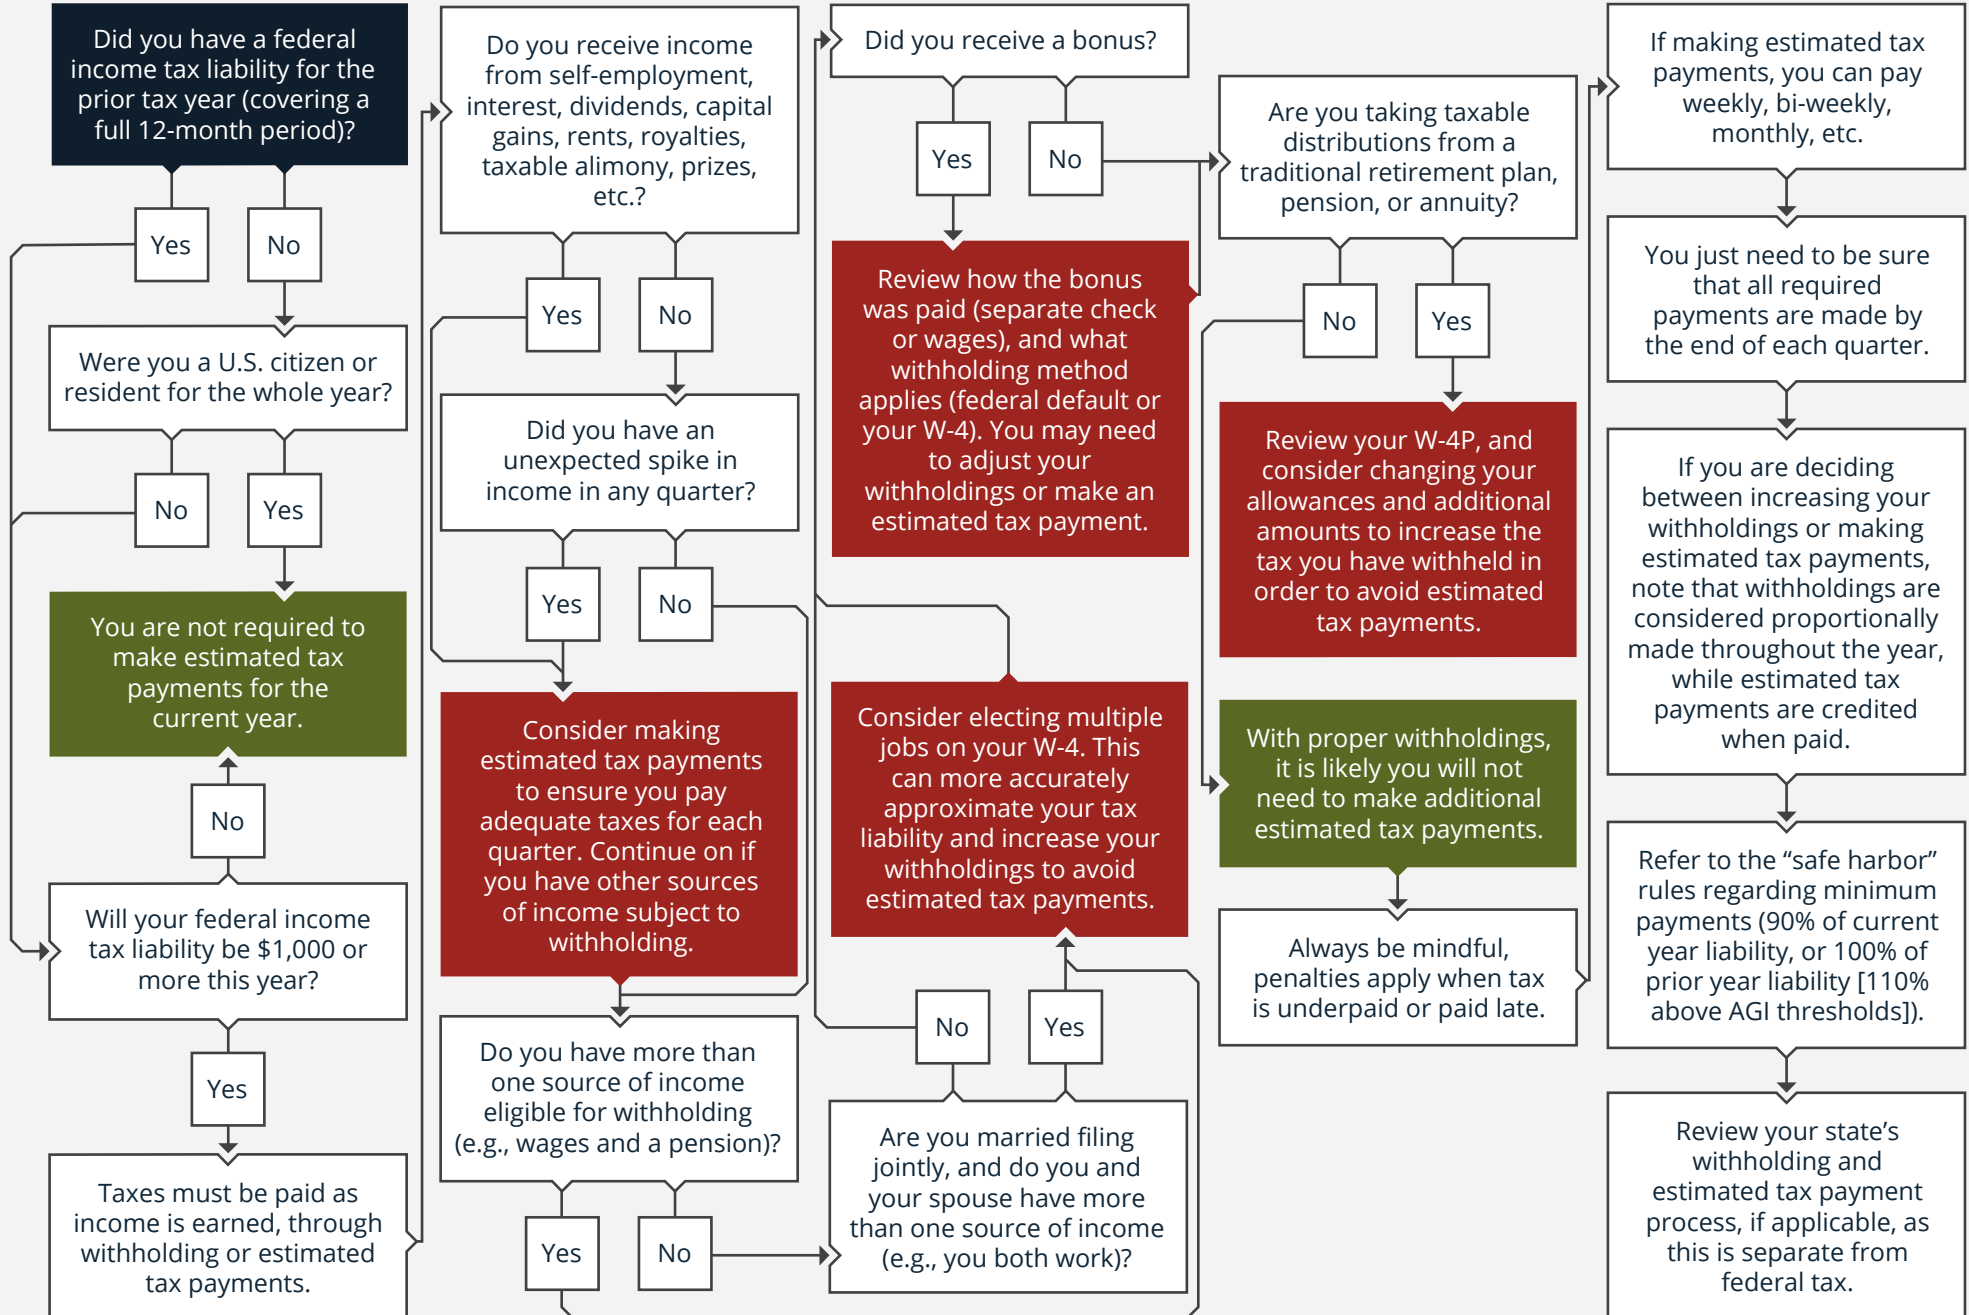 Did you have a federal
income tax liability for the
prior tax year (covering a
full 12-month period)?
Yes
No
Were you a U.S. citizen or
resident for the whole year?
No
Yes
You are not required to
make estimated tax
payments for the
current year.
No
Will your federal income
tax liability be $1,000 or
more this year?
Yes
Taxes must be paid as
income is earned, through
withholding or estimated
tax payments.
Do you receive income
from self-employment,
interest, dividends, capital
gains, rents, royalties,
taxable alimony, prizes,
etc.?
Yes
No
Did you have an
unexpected spike in
income in any quarter?
Yes
No
Consider making
estimated tax payments
to ensure you pay
adequate taxes for each
quarter. Continue on if
you have other sources
of income subject to
withholding.
Do you have more than
one source of income
eligible for withholding
(e.g., wages and a pension)?
Yes
No
Did you receive a bonus?
Yes
No
Review how the bonus
was paid (separate check
or wages), and what
withholding method
applies (federal default or
your W-4). You may need
to adjust your
withholdings or make an
estimated tax payment.
Consider electing multiple
jobs on your W-4. This
can more accurately
approximate your tax
liability and increase your
withholdings to avoid
estimated tax payments.
No
Yes
Are you married filing
jointly, and do you and
your spouse have more
than one source of income
(e.g., you both work)?
Are you taking taxable
distributions from a
traditional retirement plan,
pension, or annuity?
No
Yes
Review your W-4P, and
consider changing your
allowances and additional
amounts to increase the
tax you have withheld in
order to avoid estimated
tax payments.
With proper withholdings,
it is likely you will not
need to make additional
estimated tax payments.
Always be mindful,
penalties apply when tax
is underpaid or paid late.
If making estimated tax
payments, you can pay
weekly, bi-weekly,
monthly, etc.
You just need to be sure
that all required
payments are made by
the end of each quarter.
If you are deciding
between increasing your
withholdings or making
estimated tax payments,
note that withholdings are
considered proportionally
made throughout the year,
while estimated tax
payments are credited
when paid.
Refer to the “safe harbor”
rules regarding minimum
payments (90% of current
year liability, or 100% of
prior year liability [110%
above AGI thresholds]).
Review your state’s
withholding and
estimated tax payment
process, if applicable, as
this is separate from
federal tax.